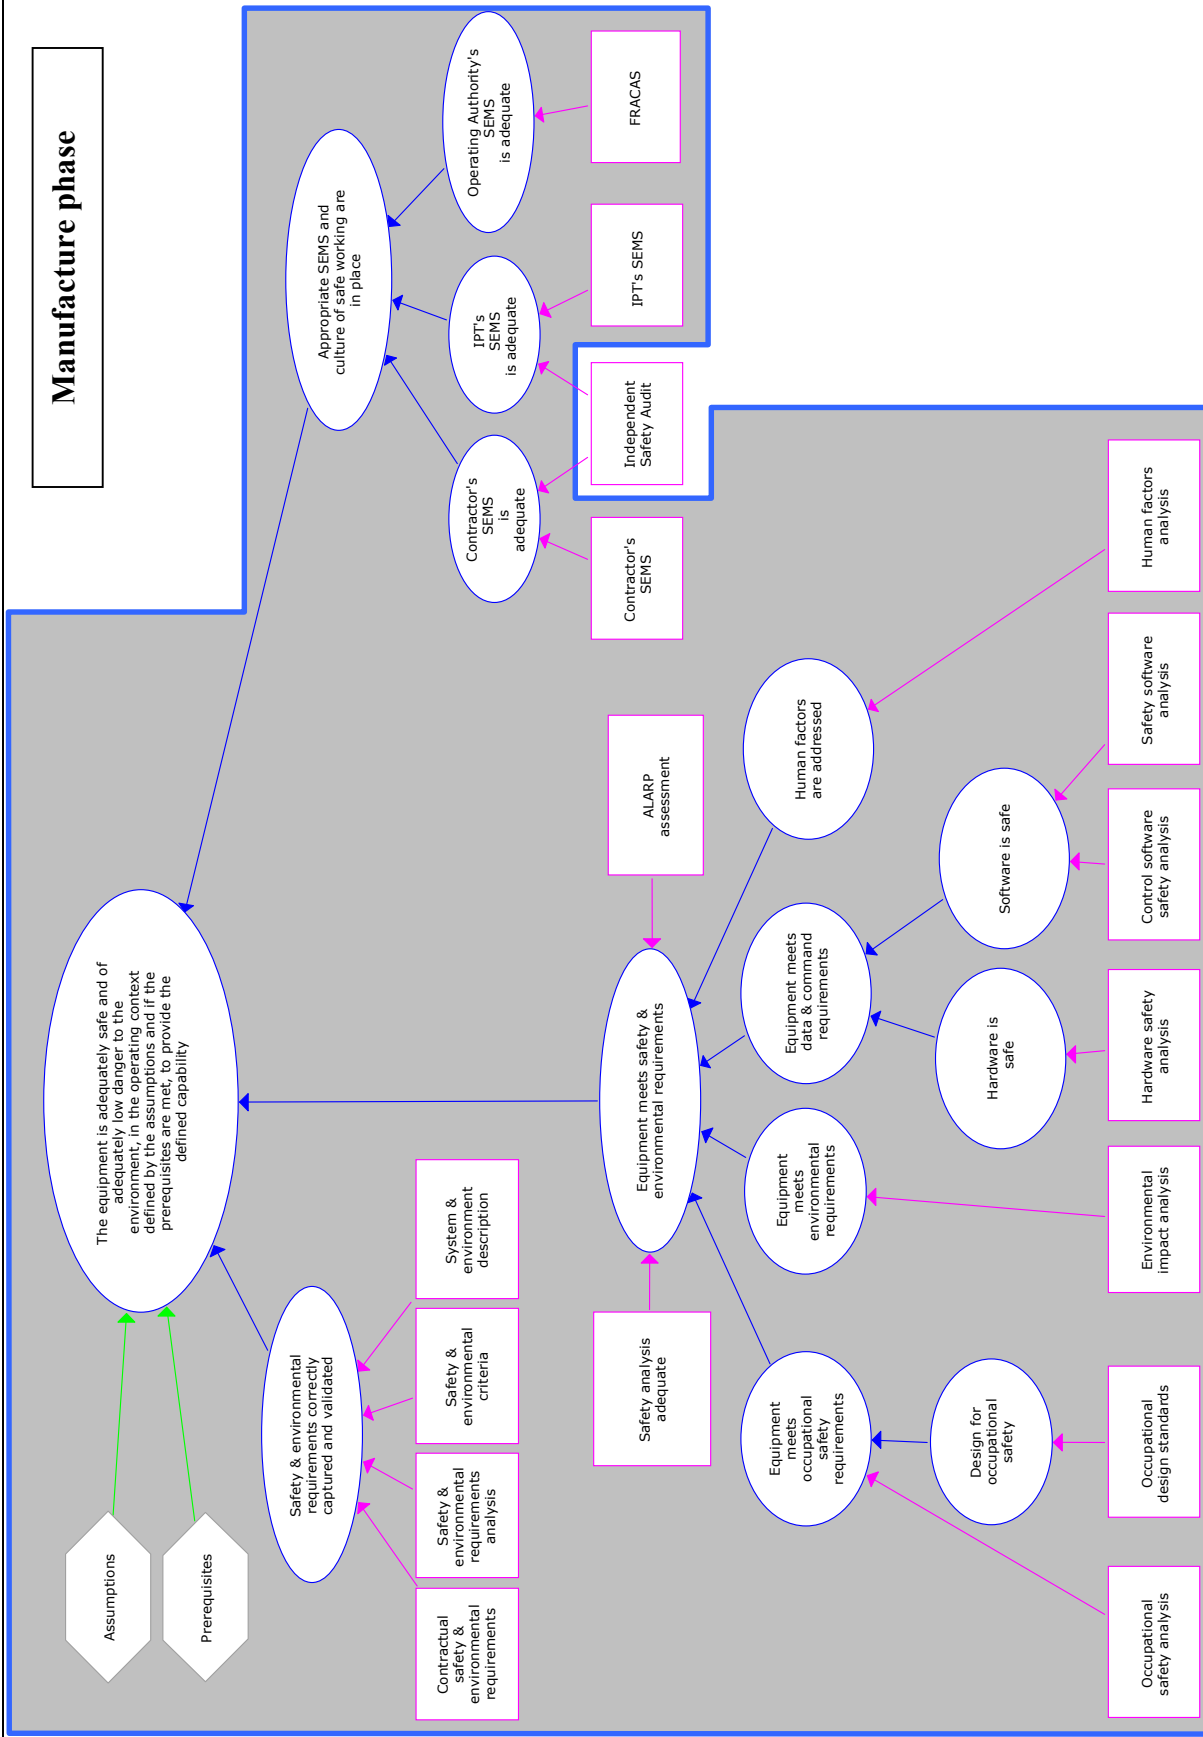 Manufacture phase
The equipment is adequately safe and of
adequately low danger to the
environment, in the operating context
defined by the assumptions and if the
prerequisites are met, to provide the
defined capability
Assumptions
Prerequisites
Safety & environmental
requirements correctly
captured and validated
Appropriate SEMS and
culture of safe working are
in place
Contractual
safety &
environmental
requirements
Safety &
environmental
requirements
analysis
Safety &
environmental
criteria
System &
environment
description
Contractor's
SEMS
is
adequate
IPT's
SEMS
is adequate
Operating Authority's
SEMS
is adequate
Contractor's
SEMS
Independent
Safety Audit
IPT's SEMS
FRACAS
Safety analysis
adequate
Equipment meets safety &
environmental requirements
ALARP
assessment
Equipment
meets
occupational
safety
requirements
Equipment
meets
environmental
requirements
Equipment meets
data & command
requirements
Human factors
are addressed
Design for
occupational
safety
Hardware is
safe
Software is safe
Occupational
safety analysis
Occupational
design standards
Environmental
impact analysis
Hardware safety
analysis
Control software
safety analysis
Safety software
analysis
Human factors
analysis